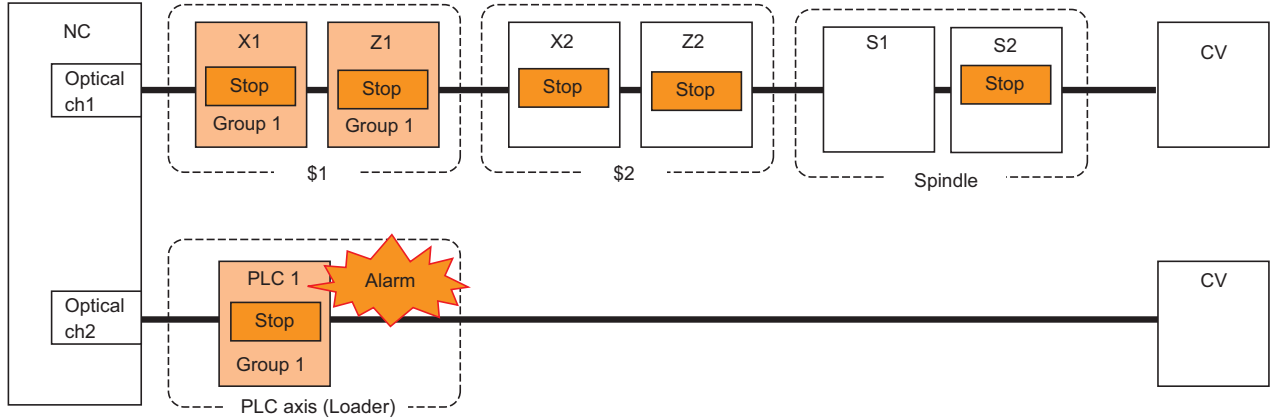 NC
Optical
ch1
X1
Stop
Group 1
Z1
Stop
Group 1
$1
X2
Stop
Z2
Stop
$2
S1
S2
Stop
Spindle
CV
Optical
ch2
PLC 1
Stop
Group 1
Alarm
PLC axis (Loader)
CV